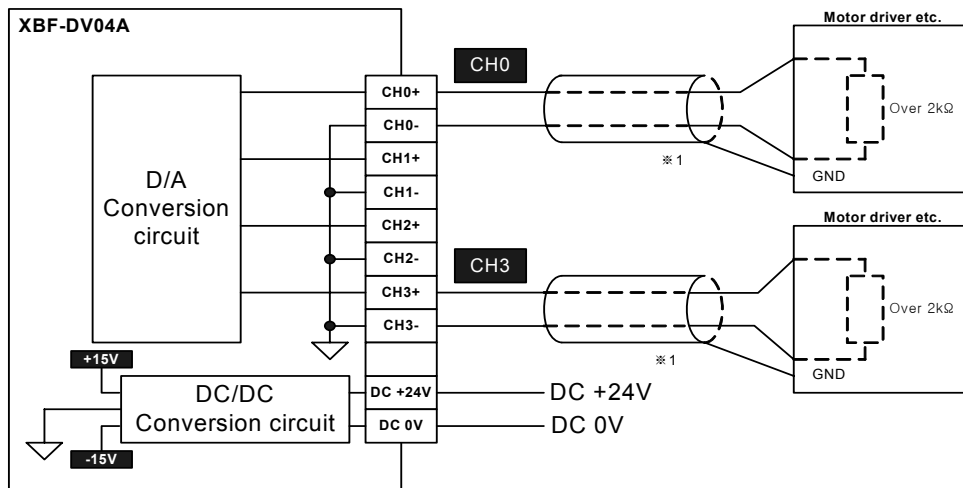 XBF-DV04A
D/A
Conversion
circuit
CH0+
CH0-
CH1+
CH1-
CH2+
CH2-
CH3+
CH3-
DC +24V
DC 0V
+15V
-15V
DC/DC
Conversion circuit
CH0
※1
Motor driver etc.
Over 2kΩ
GND
CH3
※1
Motor driver etc.
Over 2kΩ
GND
DC +24V
DC 0V